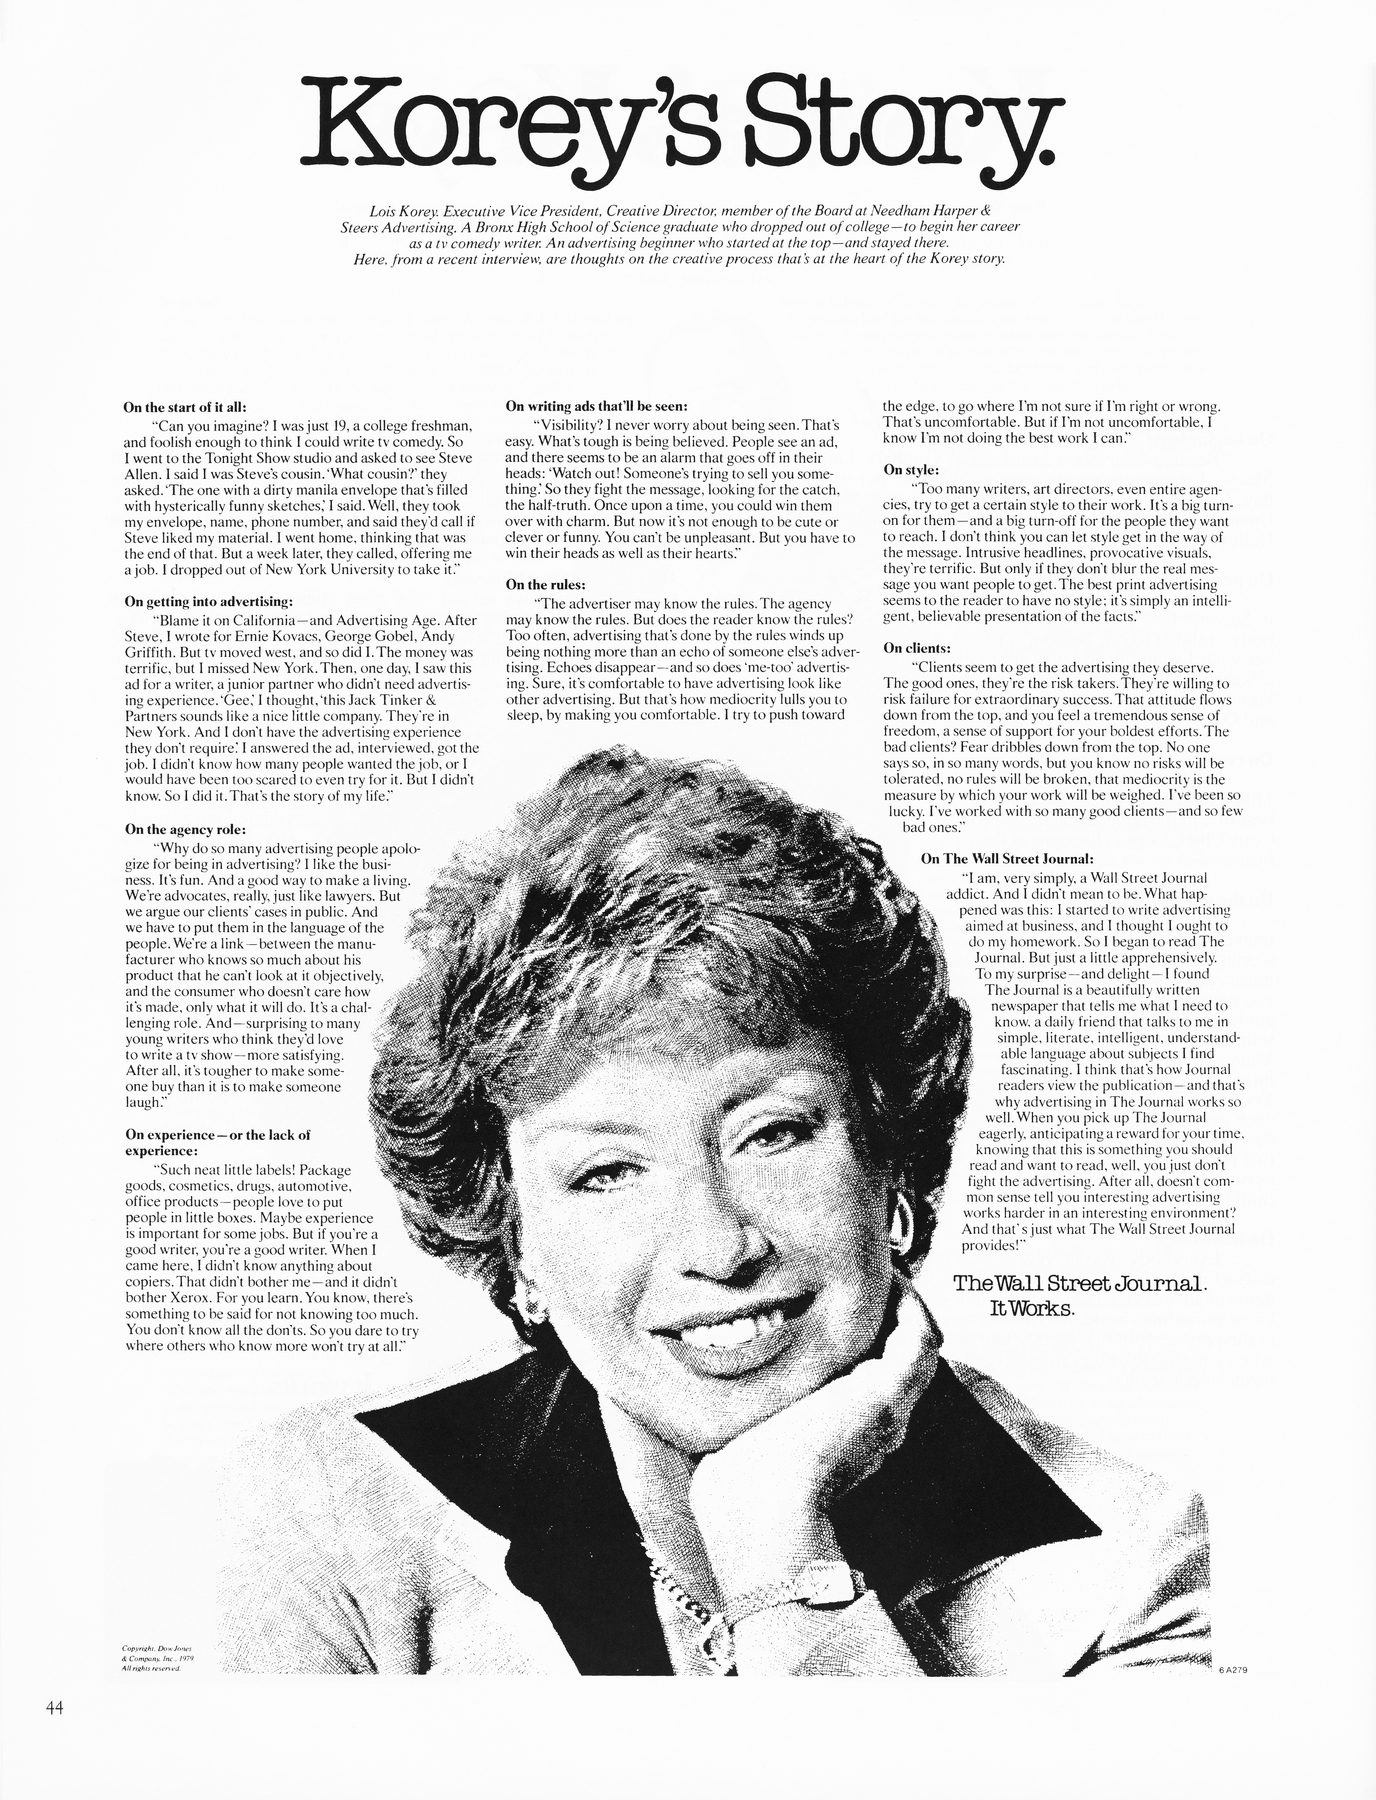 Korey's Story.
Lois Korey. Executive Vice President, Creative Director, member of the Board at Needham Harper &
Steers Advertising. A Bronx High School of Science graduate who dropped out of college—to begin her career
as a tv comedy writer. An advertising beginner who started at the top—and stayed there.
Here, from a recent interview, are thoughts on the creative process that's at the heart of the Korey story.
On the start of it all:
"Can you imagine? I was just 19, a college freshman,
and foolish enough to think I could write tv comedy. So
I went to the Tonight Show studio and asked to see Steve
Allen. I said I was Steve's cousin. 'What cousin?' they
asked. 'The one with a dirty manila envelope that's filled
with hysterically funny sketches,' I said. Well, they took
my envelope, name, phone number, and said they'd call if
Steve liked my material. I went home, thinking that was
the end of that. But a week later, they called, offering me
a job. I dropped out of New York University to take it."
On getting into advertising:
"Blame it on California—and Advertising Age. After
Steve, I wrote for Ernie Kovacs, George Gobel, Andy
Griffith. But tv moved west, and so did I. The money was
terrific, but I missed New York. Then, one day, I saw this
ad for a writer, a junior partner who didn't need advertis-
ing experience. 'Gee,' I thought, 'this Jack Tinker &
Partners sounds like a nice little company. They're in
New York. And I don't have the advertising experience
they don't require.' I answered the ad, interviewed, got the
job. I didn't know how many people wanted the job, or I
would have been too scared to even try for it. But I didn't
know. So I did it. That's the story of my life."
On the agency role:
"Why do so many advertising people apolo-
gize for being in advertising? I like the busi-
ness. It's fun. And a good way to make a living.
We're advocates, really, just like lawyers. But
we argue our clients' cases in public. And
we have to put them in the language of the
people. We're a link—between the manu-
facturer who knows so much about his
product that he can't look at it objectively,
and the consumer who doesn't care how
it's made, only what it will do. It's a chal-
lenging role. And—surprising to many
young writers who think they'd love
to write a tv show—more satisfying.
After all, it's tougher to make some-
one buy than it is to make someone
laugh."
On experience—or the lack of
experience:
"Such neat little labels! Package
goods, cosmetics, drugs, automotive,
office products—people love to put
people in little boxes. Maybe experience
is important for some jobs. But if you're a
good writer, you're a good writer. When I
came here, I didn't know anything about
copiers. That didn't bother me—and it didn't
bother Xerox. For you learn. You know, there's
something to be said for not knowing too much.
You don't know all the don'ts. So you dare to try
where others who know more won't try at all."
On writing ads that'll be seen:
"Visibility? I never worry about being seen. That's
easy. What's tough is being believed. People see an ad,
and there seems to be an alarm that goes off in their
heads: 'Watch out! Someone's trying to sell you some-
thing.' So they fight the message, looking for the catch,
the half-truth. Once upon a time, you could win them
over with charm. But now it's not enough to be cute or
clever or funny. You can't be unpleasant. But you have to
win their heads as well as their hearts."
On the rules:
"The advertiser may know the rules. The agency
may know the rules. But does the reader know the rules?
Too often, advertising that's done by the rules winds up
being nothing more than an echo of someone else's adver-
tising. Echoes disappear—and so does 'me-too' advertis-
ing. Sure, it's comfortable to have advertising look like
other advertising. But that's how mediocrity lulls you to
sleep, by making you comfortable. I try to push toward
the edge, to go where I'm not sure if I'm right or wrong.
That's uncomfortable. But if I'm not uncomfortable, I
know I'm not doing the best work I can."
On style:
"Too many writers, art directors, even entire agen-
cies, try to get a certain style to their work. It's a big turn-
on for them—and a big turn-off for the people they want
to reach. I don't think you can let style get in the way of
the message. Intrusive headlines, provocative visuals,
they're terrific. But only if they don't blur the real mes-
sage you want people to get. The best print advertising
seems to the reader to have no style; it's simply an intelli-
gent, believable presentation of the facts."
On clients:
"Clients seem to get the advertising they deserve.
The good ones, they're the risk takers. They're willing to
risk failure for extraordinary success. That attitude flows
down from the top, and you feel a tremendous sense of
freedom, a sense of support for your boldest efforts. The
bad clients? Fear dribbles down from the top. No one
says so, in so many words, but you know no risks will be
tolerated, no rules will be broken, that mediocrity is the
measure by which your work will be weighed. I've been so
lucky. I've worked with so many good clients—and so few
bad ones."
On The Wall Street Journal:
"I am, very simply, a Wall Street Journal
addict. And I didn't mean to be. What hap-
pened was this: I started to write advertising
aimed at business, and I thought I ought to
do my homework. So I began to read The
Journal. But just a little apprehensively.
To my surprise—and delight—I found
The Journal is a beautifully written
newspaper that tells me what I need to
know, a daily friend that talks to me in
simple, literate, intelligent, understand-
able language about subjects I find
fascinating. I think that's how Journal
readers view the publication—and that's
why advertising in The Journal works so
well. When you pick up The Journal
eagerly, anticipating a reward for your time,
knowing that this is something you should
read and want to read, well, you just don't
fight the advertising. After all, doesn't com-
mon sense tell you interesting advertising
works harder in an interesting environment?
And that's just what The Wall Street Journal
provides!"
The Wall Street Journal.
It Works.
Copyright, Dow Jones
& Company, Inc., 1979.
All rights reserved.
6 A279
44